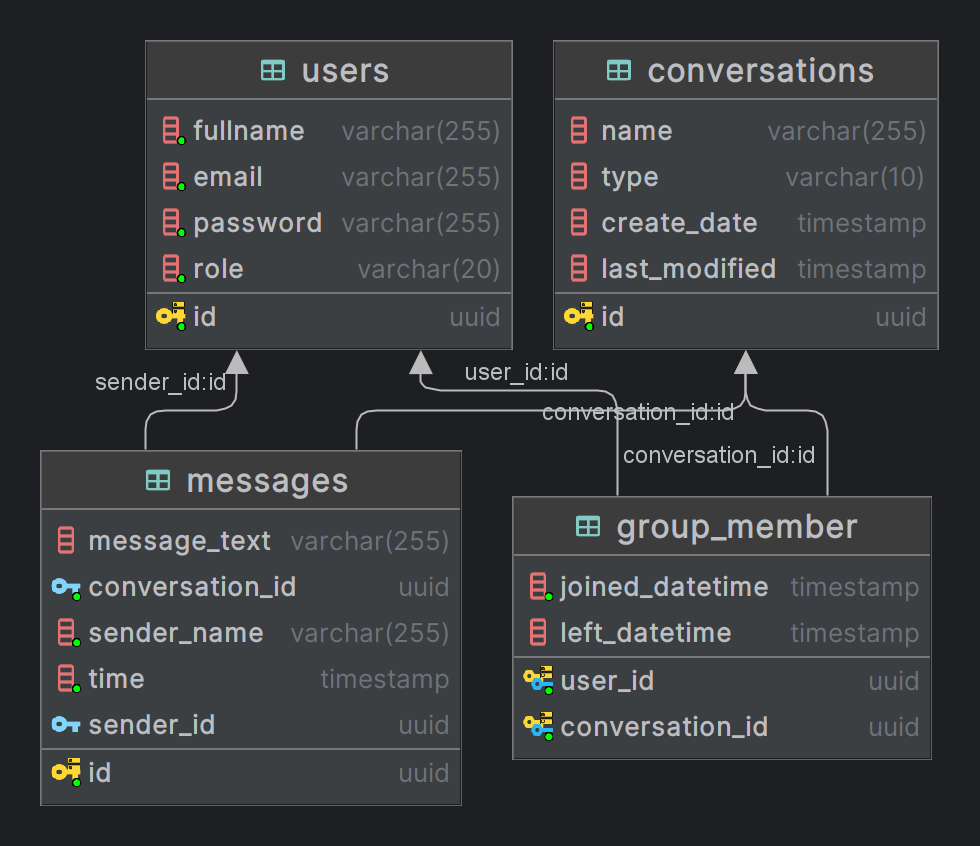 users
fullname varchar(255)
email varchar(255)
password varchar(255)
role varchar(20)
id uuid
conversations
name varchar(255)
type varchar(10)
create_date timestamp
last_modified timestamp
id uuid
sender_id:id
user_id:id
conversation_id:id
conversation_id:id
messages
message_text varchar(255)
conversation_id uuid
sender_name varchar(255)
time timestamp
sender_id uuid
id uuid
group_member
joined_datetime timestamp
left_datetime timestamp
user_id uuid
conversation_id uuid